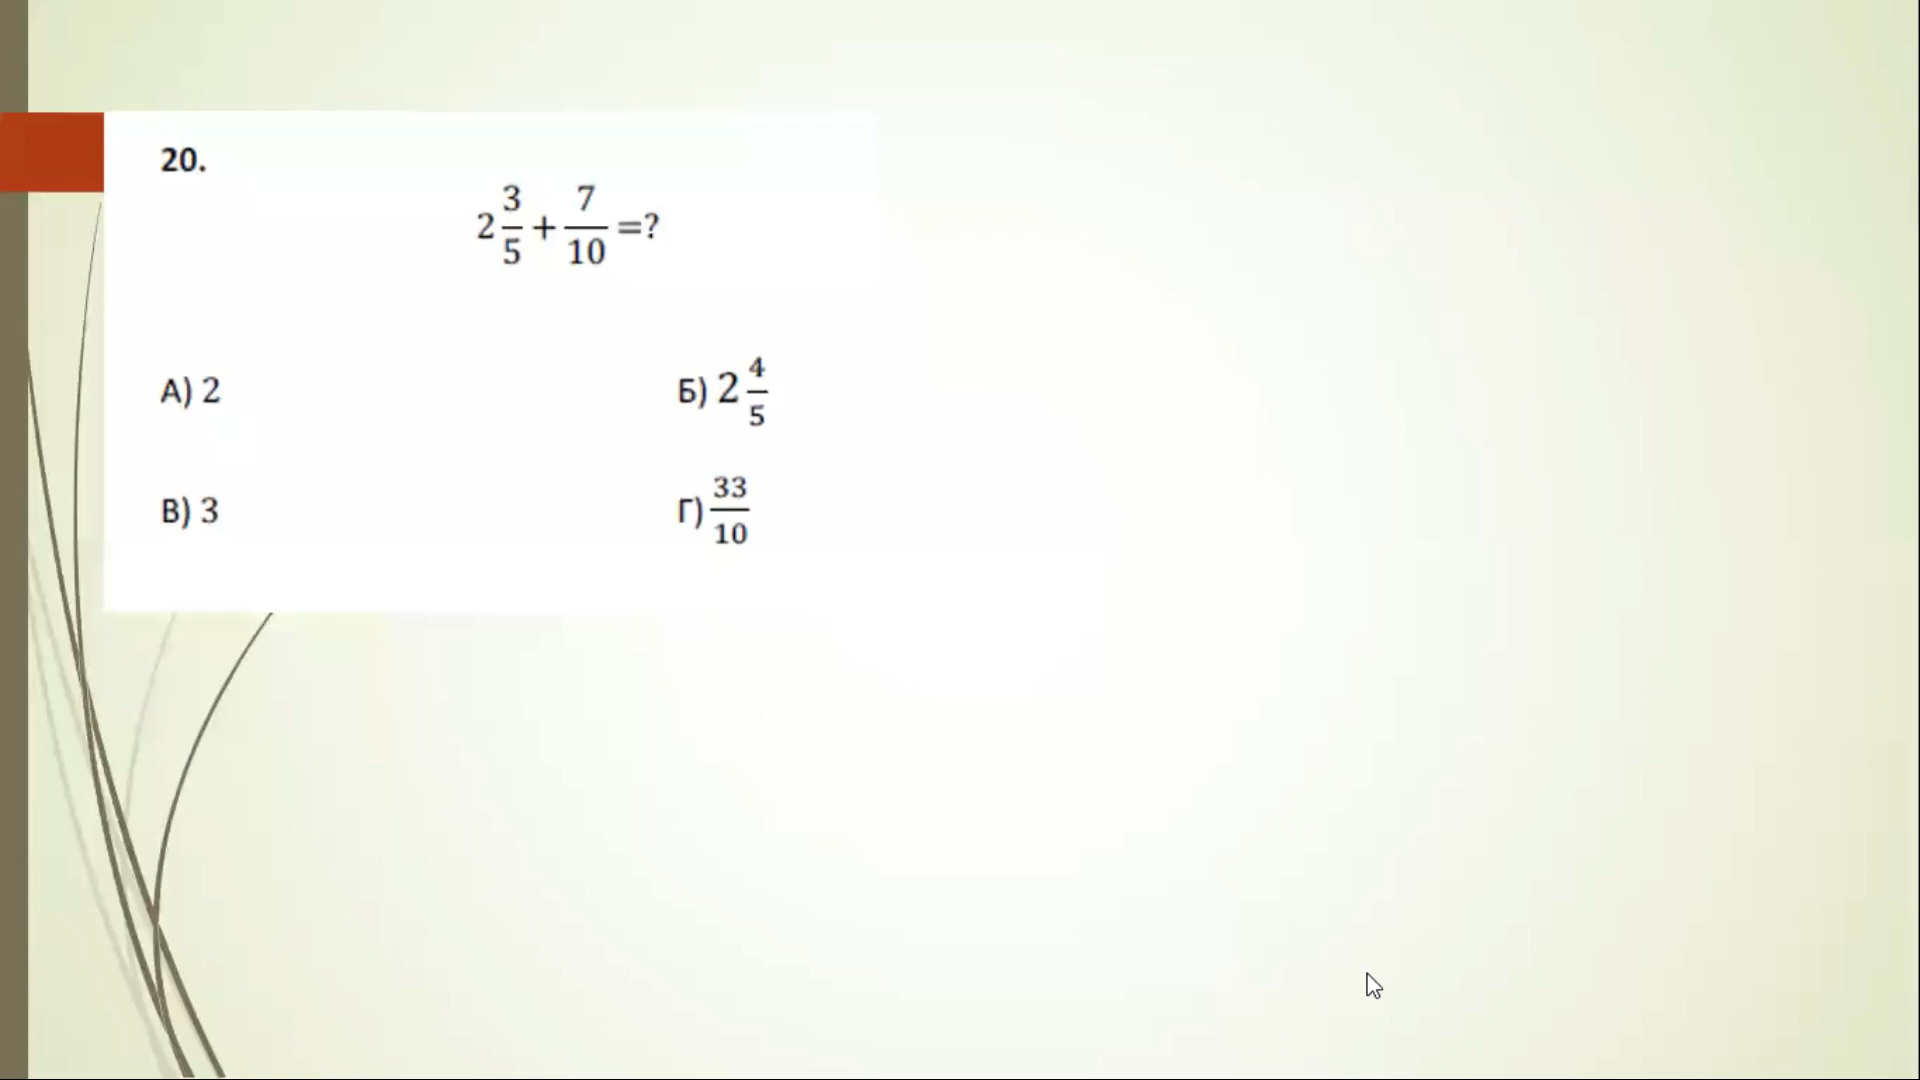 20.
2 3/5 + 7/10 =?
А) 2 Б) 2 4/5
В) 3 Г) 33/10